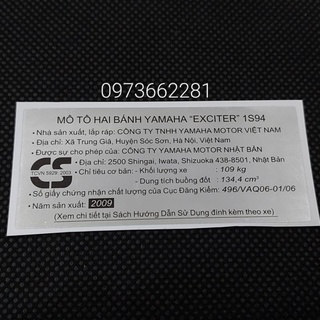 0973662281
MÔ TÔ HAI BÁNH YAMAHA "EXCITER" 1S94
• Nhà sản xuất, lắp ráp: CÔNG TY TNHH YAMAHA MOTOR VIỆT NAM
• Địa chỉ: Xã Trung Giã, Huyện Sóc Sơn, Hà Nội, Việt Nam
• Được sự cho phép của: CÔNG TY YAMAHA MOTOR NHẬT BẢN
• Địa chỉ: 2500 Shingai, Iwata, Shizuoka 438-8501, Nhật Bản
CS
TCVN 5929: 2003
• Chỉ tiêu cơ bản: - Khối lượng xe : 109 kg
- Dung tích buồng đốt : 134,4 cm³
• Số giấy chứng nhận chất lượng của Cục Đăng Kiểm: 496/VAQ06-01/06
• Năm sản xuất: 2009
(Xem chi tiết tại Sách Hướng Dẫn Sử Dụng đính kèm theo xe)